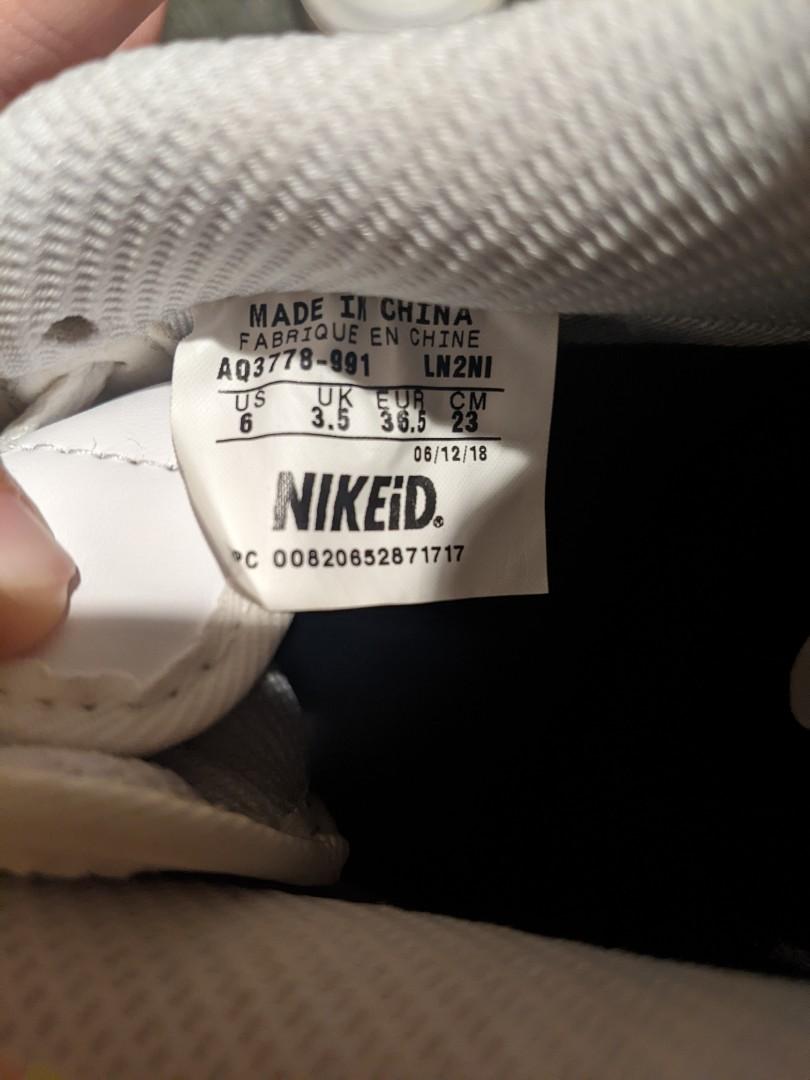 MADE IN CHINA
FABRIQUE EN CHINE
AQ3778-991 LN2NI
US UK EUR CM
6 3.5 36.5 23
06/12/18
NIKEiD.
PC 00820652871717